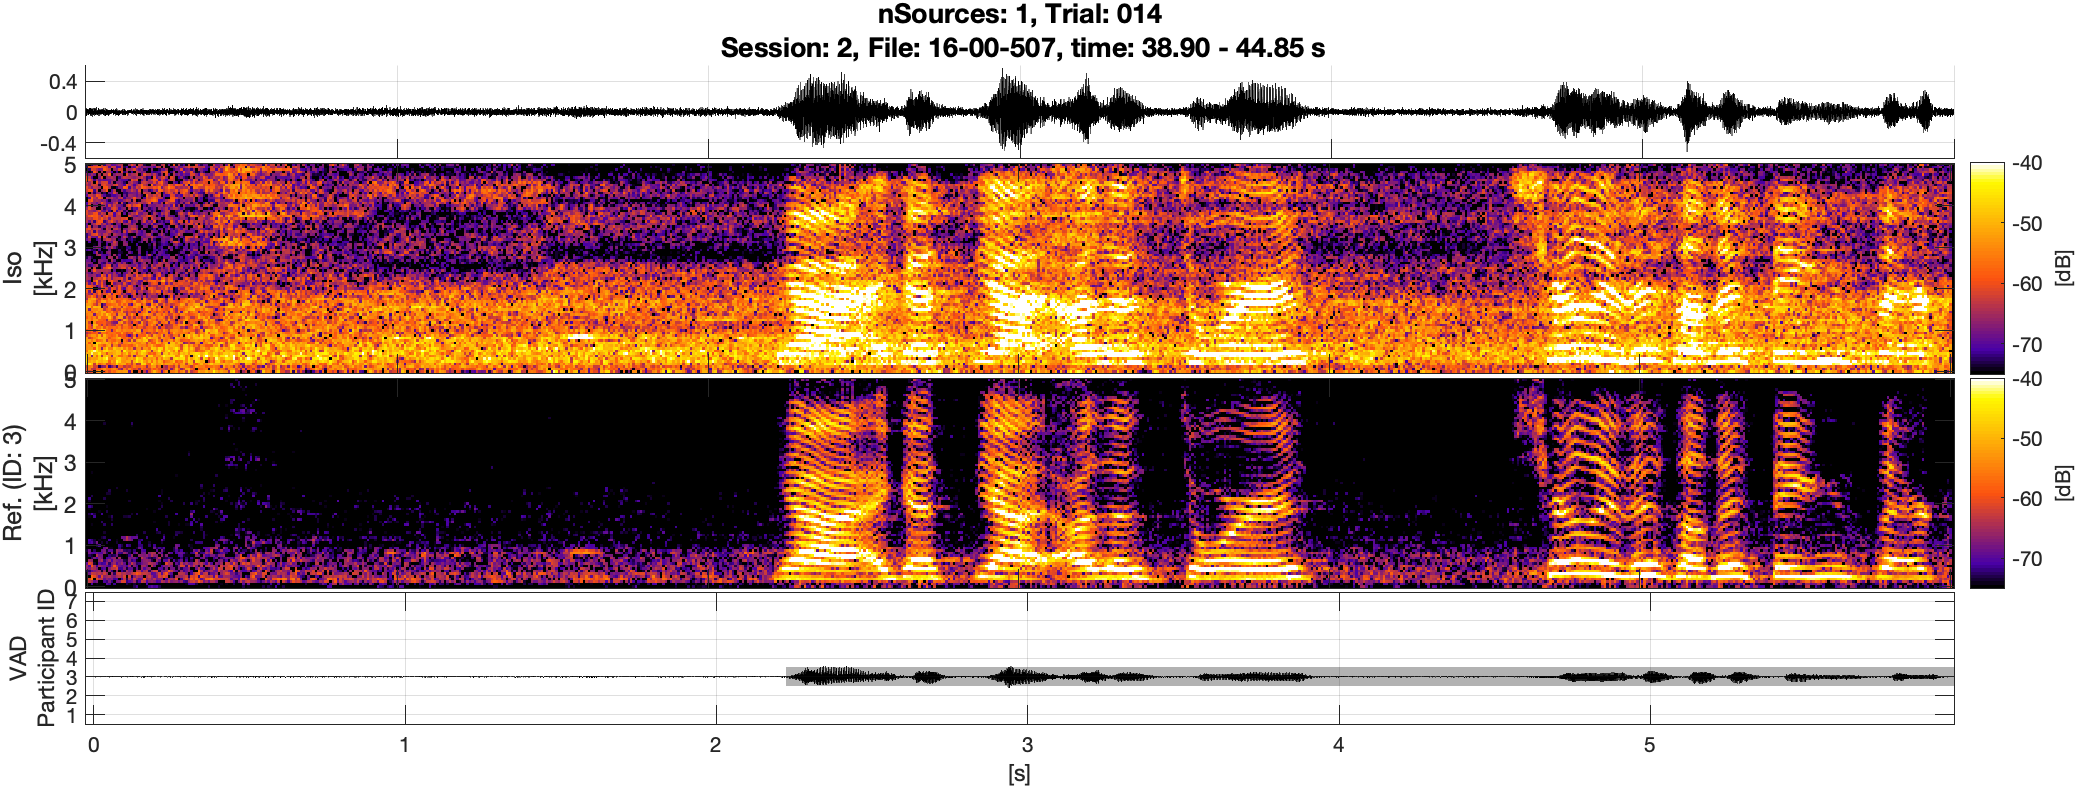 nSources: 1, Trial: 014
Session: 2, File: 16-00-507, time: 38.90 - 44.85 s
0.4
0
-0.4
Iso
[kHz]
5
4
3
2
1
0
-40
-50
-60
-70
[dB]
Ref. (ID: 3)
[kHz]
5
4
3
2
1
0
-40
-50
-60
-70
[dB]
VAD
Participant ID
7
6
5
4
3
2
1
0 1 2 3 4 5
[s]